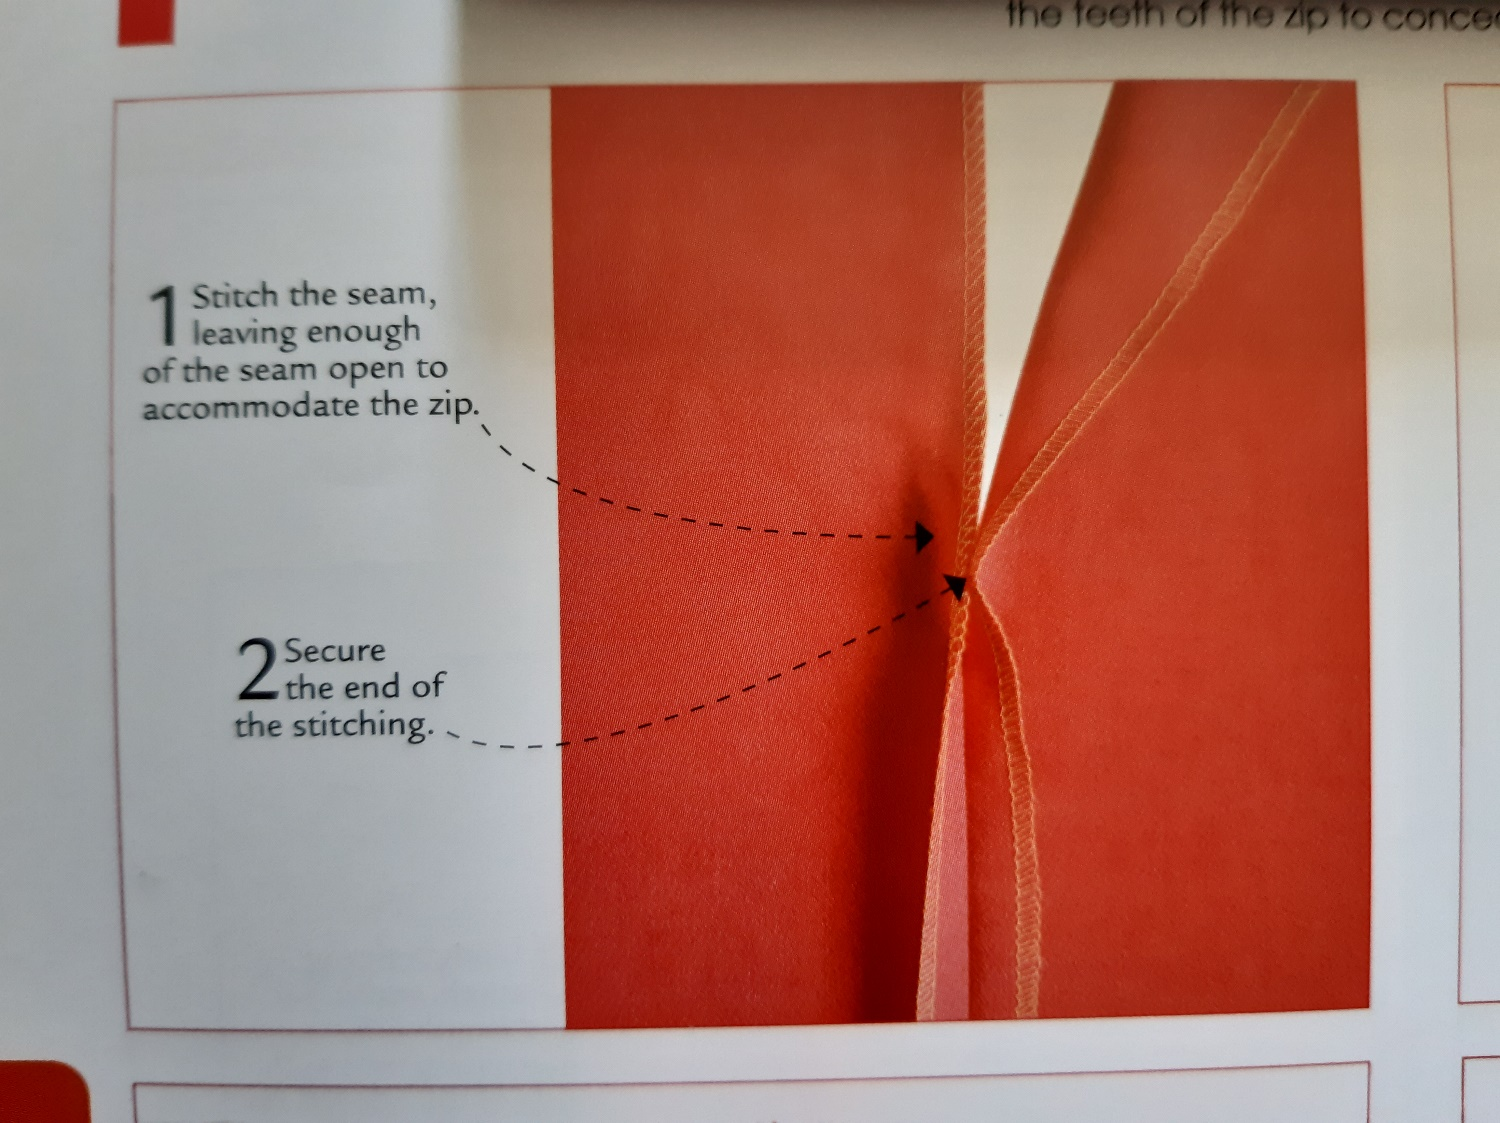 the teeth of the zip to
1 Stitch the seam,
leaving enough
of the seam open to
accommodate the zip.
2 Secure
the end of
the stitching.